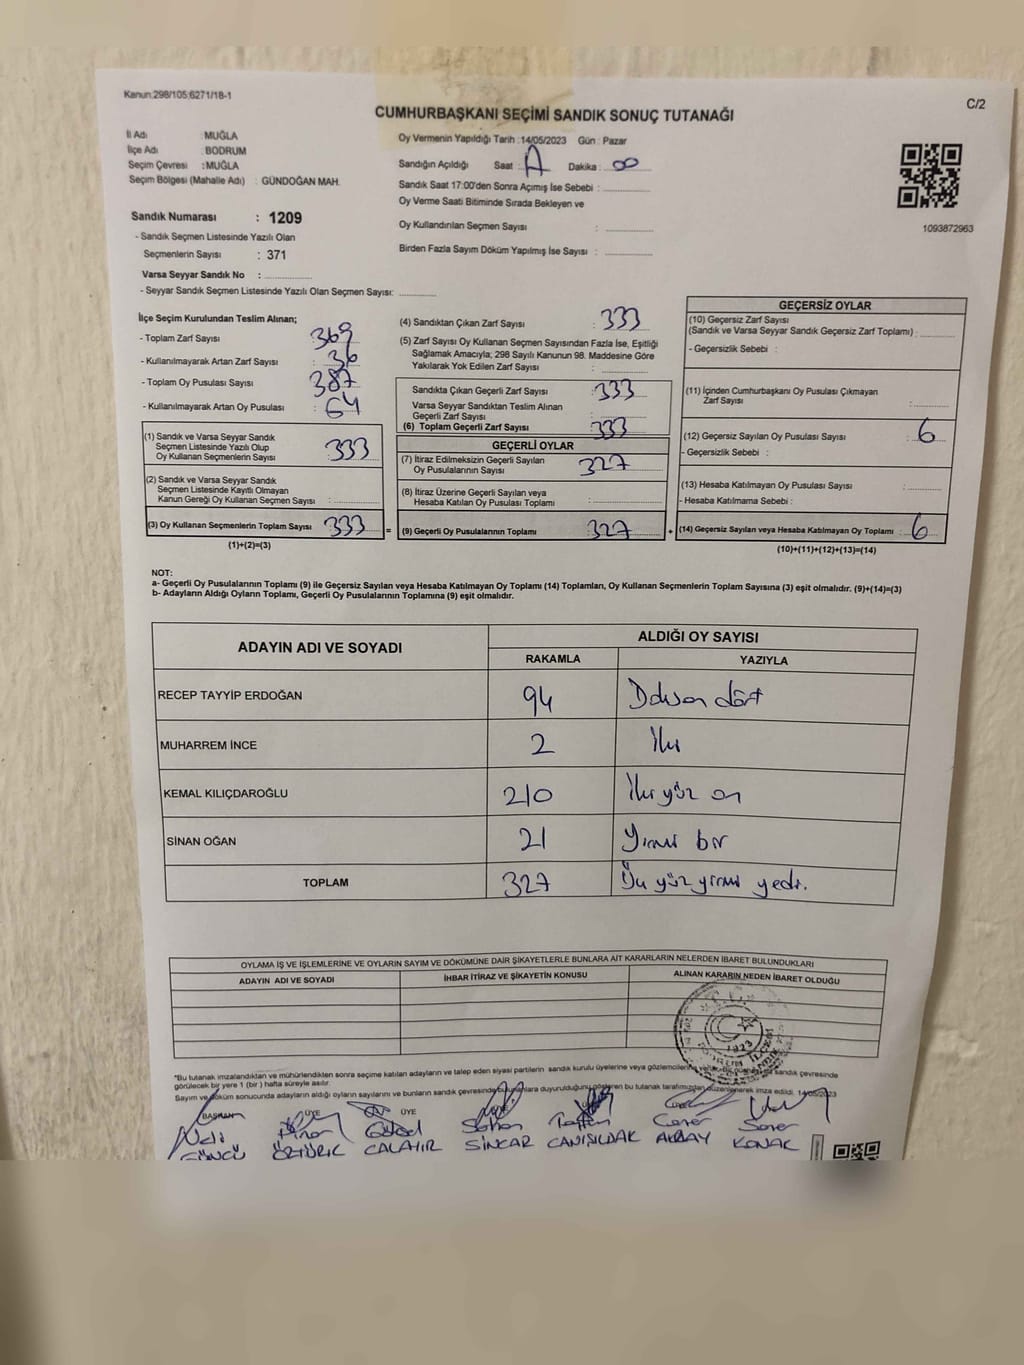 Kanun:298/105;6271/18-1
C/2
CUMHURBAŞKANI SEÇİMİ SANDIK SONUÇ TUTANAĞI
İl Adı : MUĞLA
İlçe Adı : BODRUM
Seçim Çevresi : MUĞLA
Seçim Bölgesi (Mahalle Adı) : GÜNDOĞAN MAH.
Oy Vermenin Yapıldığı Tarih :14/05/2023 Gün : Pazar
Sandığın Açıldığı Saat : Dakika : 00
Sandık Saat 17:00'den Sonra Açımış İse Sebebi :
Oy Verme Saati Bitiminde Sırada Bekleyen ve
Oy Kullandırılan Seçmen Sayısı :
Birden Fazla Sayım Döküm Yapılmış İse Sayısı :
1093872963
Sandık Numarası : 1209
- Sandık Seçmen Listesinde Yazılı Olan
Seçmenlerin Sayısı : 371
Varsa Seyyar Sandık No :
- Seyyar Sandık Seçmen Listesinde Yazılı Olan Seçmen Sayısı:
İlçe Seçim Kurulundan Teslim Alınan;
- Toplam Zarf Sayısı : 369
- Kullanılmayarak Artan Zarf Sayısı : 36
- Toplam Oy Pusulası Sayısı : 387
- Kullanılmayarak Artan Oy Pusulası : 64
(1) Sandık ve Varsa Seyyar Sandık
Seçmen Listesinde Yazılı Olup
Oy Kullanan Seçmenlerin Sayısı : 333
(2) Sandık ve Varsa Seyyar Sandık
Seçmen Listesinde Kayıtlı Olmayan
Kanun Gereği Oy Kullanan Seçmen Sayısı :
(3) Oy Kullanan Seçmenlerin Toplam Sayısı : 333 =
(1)+(2)=(3)
(4) Sandıktan Çıkan Zarf Sayısı : 333
(5) Zarf Sayısı Oy Kullanan Seçmen Sayısından Fazla İse, Eşitliği
Sağlamak Amacıyla; 298 Sayılı Kanunun 98. Maddesine Göre
Yakılarak Yok Edilen Zarf Sayısı :
Sandıkta Çıkan Geçerli Zarf Sayısı : 333
Varsa Seyyar Sandıktan Teslim Alınan
Geçerli Zarf Sayısı :
(6) Toplam Geçerli Zarf Sayısı : 333
GEÇERLİ OYLAR
(7) İtiraz Edilmeksizin Geçerli Sayılan
Oy Pusulalarının Sayısı : 327
(8) İtiraz Üzerine Geçerli Sayılan veya
Hesaba Katılan Oy Pusulası Toplamı :
(9) Geçerli Oy Pusulalarının Toplamı : 327 +
GEÇERSİZ OYLAR
(10) Geçersiz Zarf Sayısı
(Sandık ve Varsa Seyyar Sandık Geçersiz Zarf Toplamı) :
- Geçersizlik Sebebi :
(11) İçinden Cumhurbaşkanı Oy Pusulası Çıkmayan
Zarf Sayısı :
(12) Geçersiz Sayılan Oy Pusulası Sayısı : 6
- Geçersizlik Sebebi :
(13) Hesaba Katılmayan Oy Pusulası Sayısı :
- Hesaba Katılmama Sebebi :
(14) Geçersiz Sayılan veya Hesaba Katılmayan Oy Toplamı : 6
(10)+(11)+(12)+(13)=(14)
NOT:
a- Geçerli Oy Pusulalarının Toplamı (9) ile Geçersiz Sayılan veya Hesaba Katılmayan Oy Toplamı (14) Toplamları, Oy Kullanan Seçmenlerin Toplam Sayısına (3) eşit olmalıdır. (9)+(14)=(3)
b- Adayların Aldığı Oyların Toplamı, Geçerli Oy Pusulalarının Toplamına (9) eşit olmalıdır.
ADAYIN ADI VE SOYADI ALDIĞI OY SAYISI
RAKAMLA YAZIYLA
RECEP TAYYİP ERDOĞAN 94 Doksan dört
MUHARREM İNCE 2 İki
KEMAL KILIÇDAROĞLU 210 İki yüz on
SİNAN OĞAN 21 Yirmi bir
TOPLAM 327 Üç yüz yirmi yedi.
OYLAMA İŞ VE İŞLEMLERİNE VE OYLARIN SAYIM VE DÖKÜMÜNE DAİR ŞİKAYETLERLE BUNLARA AİT KARARLARIN NELERDEN İBARET BULUNDUKLARI
ADAYIN ADI VE SOYADI İHBAR İTİRAZ VE ŞİKAYETİN KONUSU ALINAN KARARIN NEDEN İBARET OLDUĞU
1923
*Bu tutanak imzalandıktan ve mühürlendikten sonra seçime katılan adayların ve talep eden siyasi partilerin sandık kurulu üyelerine veya gözlemcilerine sandık çevresinde
görülecek bir yere 1 (bir ) hafta süreyle asılır.
Sayım ve döküm sonucunda adayların aldığı oyların sayılarını ve bunların sandık çevresinde bulunanlara duyurulduğunu gösteren bu tutanak tarafımızdan düzenlenerek imza edildi. 14/05/2023
BAŞKAN ÜYE ÜYE
Caner Soner
ÖZTÜRK SİNCAR CANIŞILDAK AKBAY KONAK